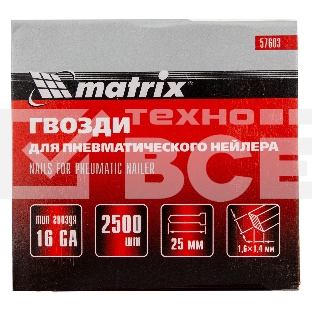 57603
matrix
ТЕХНО
ГВОЗДИ
ДЛЯ ПНЕВМАТИЧЕСКОГО НЕЙЛЕРА
ВСЕ
NAILS FOR PNEUMATIC NAILER
тип гвоздя
16 GA
2500
шт
25 мм
1,6×1,4 мм